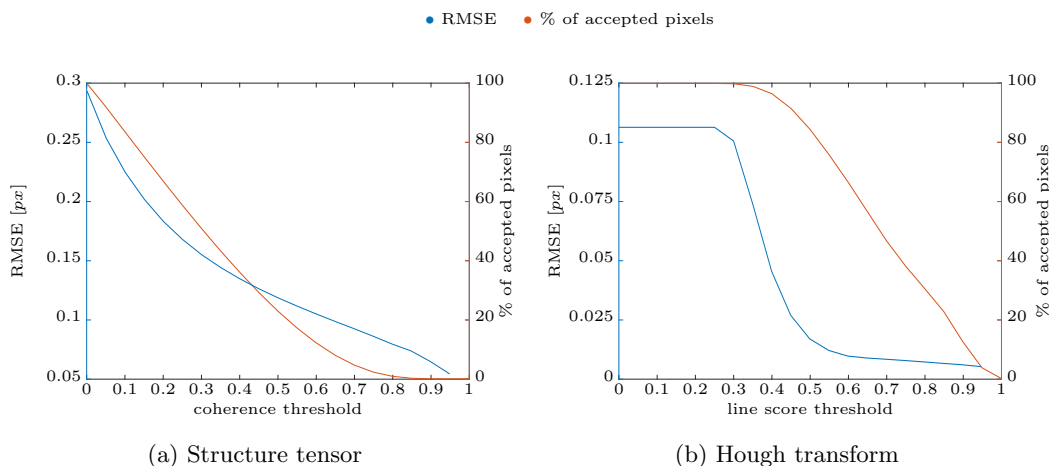 RMSE % of accepted pixels
0.3
0.25
0.2
0.15
0.1
0.05
RMSE [px]
100
80
60
40
20
0
% of accepted pixels
0 0.1 0.2 0.3 0.4 0.5 0.6 0.7 0.8 0.9 1
coherence threshold
(a) Structure tensor
0.125
0.1
0.075
0.05
0.025
0
RMSE [px]
100
80
60
40
20
0
% of accepted pixels
0 0.1 0.2 0.3 0.4 0.5 0.6 0.7 0.8 0.9 1
line score threshold
(b) Hough transform